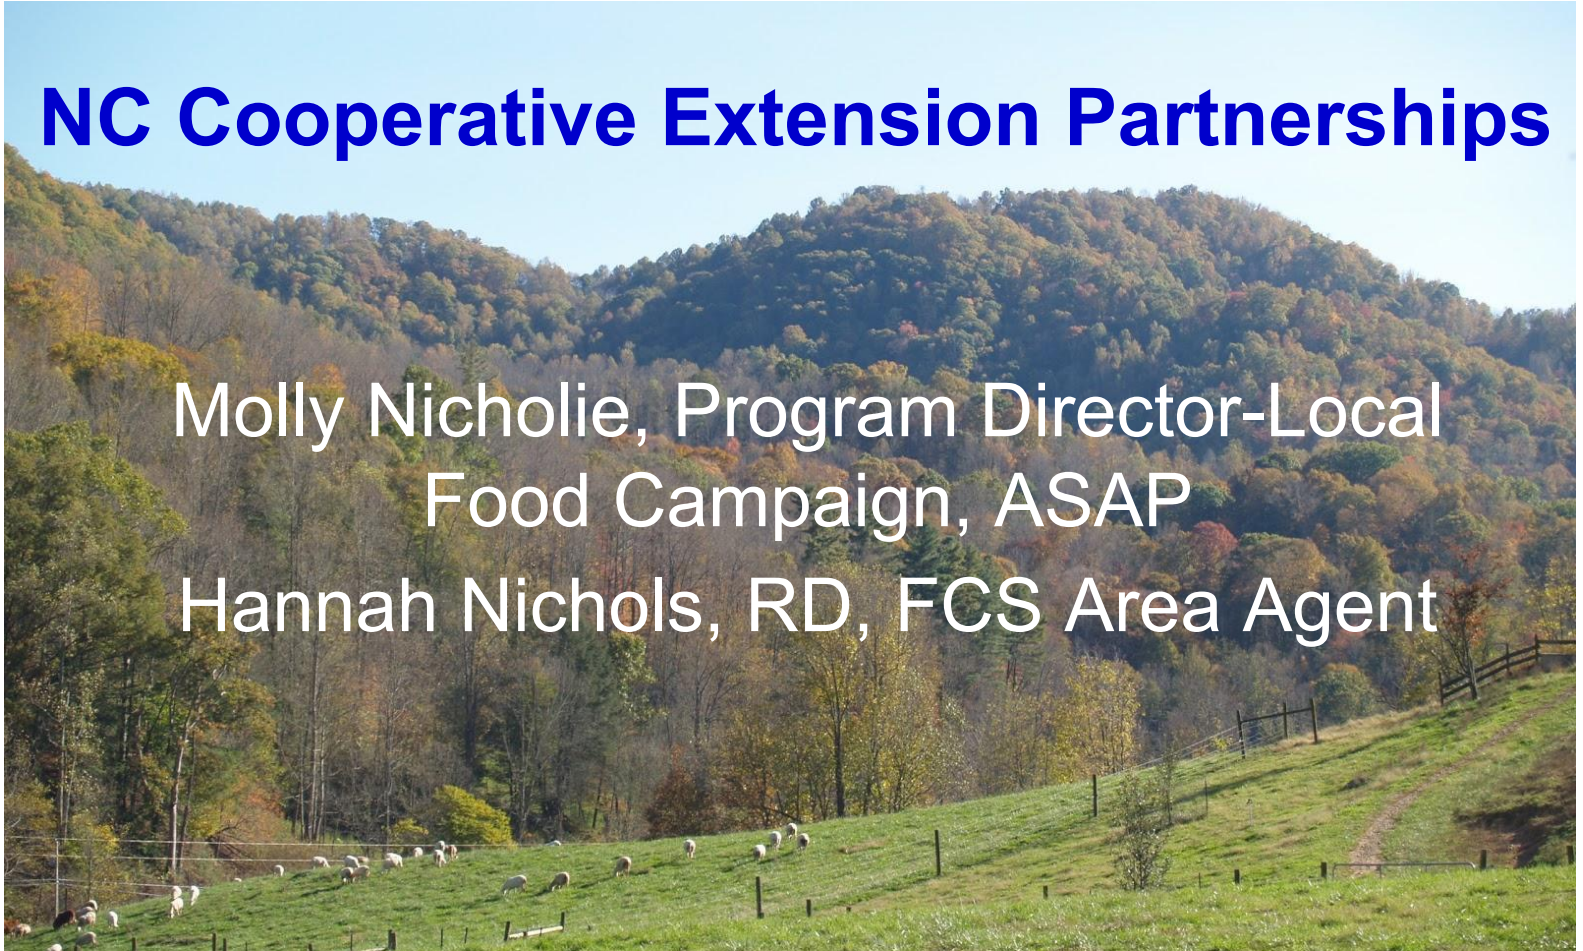 NC Cooperative Extension Partnerships
Molly Nicholie, Program Director-Local
Food Campaign, ASAP
Hannah Nichols, RD, FCS Area Agent